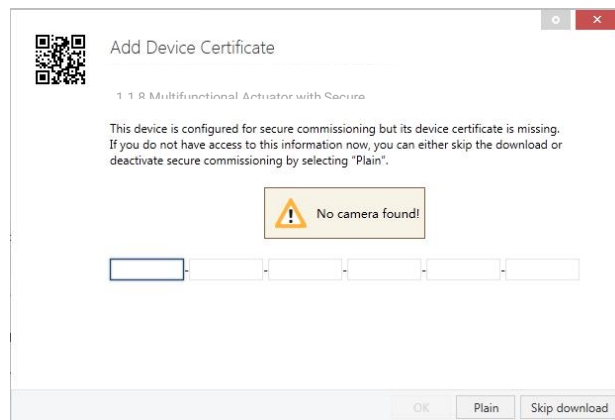 Add Device Certificate
1.1.8 Multifunctional Actuator with Secure
This device is configured for secure commissioning but its device certificate is missing.
If you do not have access to this information now, you can either skip the download or
deactivate secure commissioning by selecting "Plain".
No camera found!
- - - - -
OK Plain Skip download